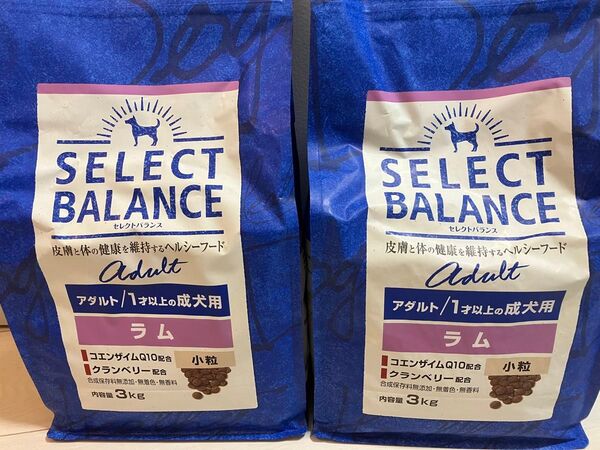 SELECT
BALANCE
セレクトバランス
皮膚と体の健康を維持するヘルシーフード
adult
アダルト/1才以上の成犬用
ラム
コエンザイムQ10配合
クランベリー配合
小粒
合成保存料無添加・無着色・無香料
内容量 3kg
SELECT
BALANCE
セレクトバランス
皮膚と体の健康を維持するヘルシーフード
adult
アダルト/1才以上の成犬用
ラム
コエンザイムQ10配合
クランベリー配合
小粒
合成保存料無添加・無着色・無香料
内容量 3kg